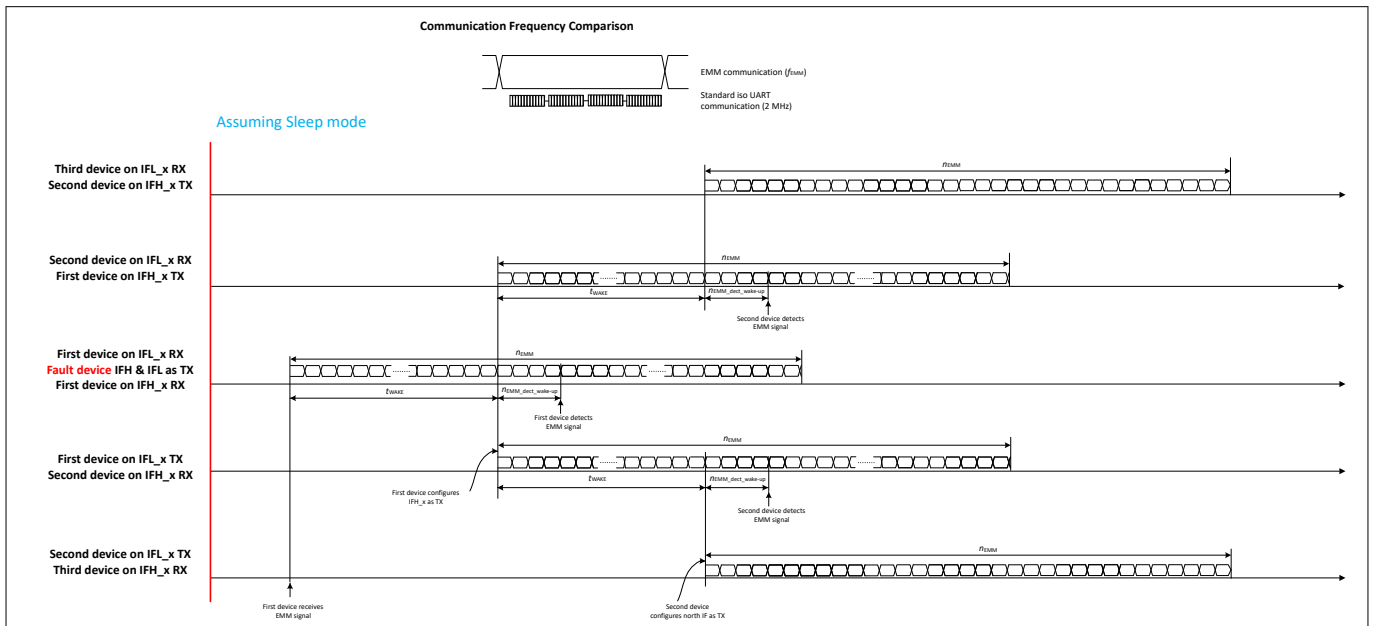 Communication Frequency Comparison
EMM communication (fEMM)
Standard iso UART
communication (2 MHz)
Assuming Sleep mode
Third device on IFL_x RX
Second device on IFH_x TX
nEMM
Second device on IFL_x RX
First device on IFH_x TX
nEMM
........
........
tWAKE
nEMM_dect_wake-up
Second device detects
EMM signal
First device on IFL_x RX
Fault device IFH & IFL as TX
First device on IFH_x RX
nEMM
........
........
tWAKE
nEMM_dect_wake-up
First device detects
EMM signal
First device on IFL_x TX
Second device on IFH_x RX
nEMM
........
........
tWAKE
nEMM_dect_wake-up
First device configures
IFH_x as TX
Second device detects
EMM signal
Second device on IFL_x TX
Third device on IFH_x RX
nEMM
First device receives
EMM signal
Second device
configures north IF as TX